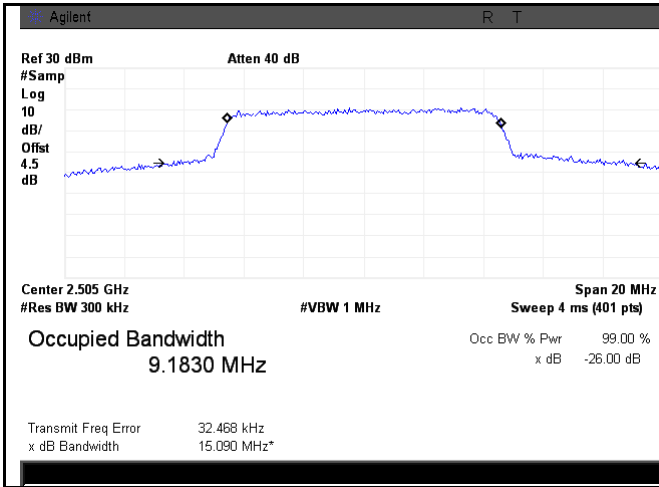 Agilent R T
Ref 30 dBm Atten 40 dB
#Samp
Log
10
dB/
Offst
4.5
dB
Center 2.505 GHz Span 20 MHz
#Res BW 300 kHz #VBW 1 MHz Sweep 4 ms (401 pts)
Occupied Bandwidth Occ BW % Pwr 99.00 %
9.1830 MHz x dB -26.00 dB
Transmit Freq Error 32.468 kHz
x dB Bandwidth 15.090 MHz*